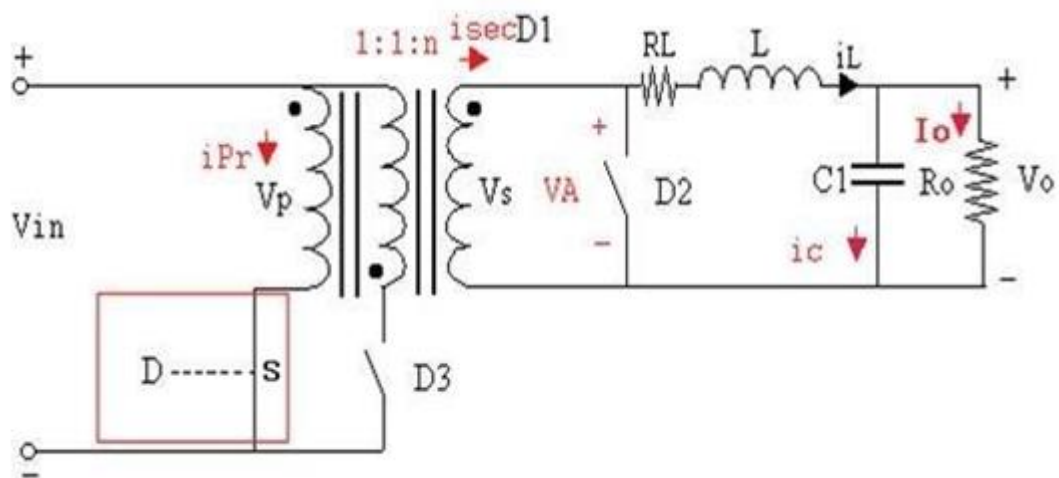 1:1:n
isec
D1
RL
L
iL
+
+
iPr
Vp
Vs
+
VA
-
D2
C1
Io
Ro
Vo
Vin
ic
-
D
S
D3
-